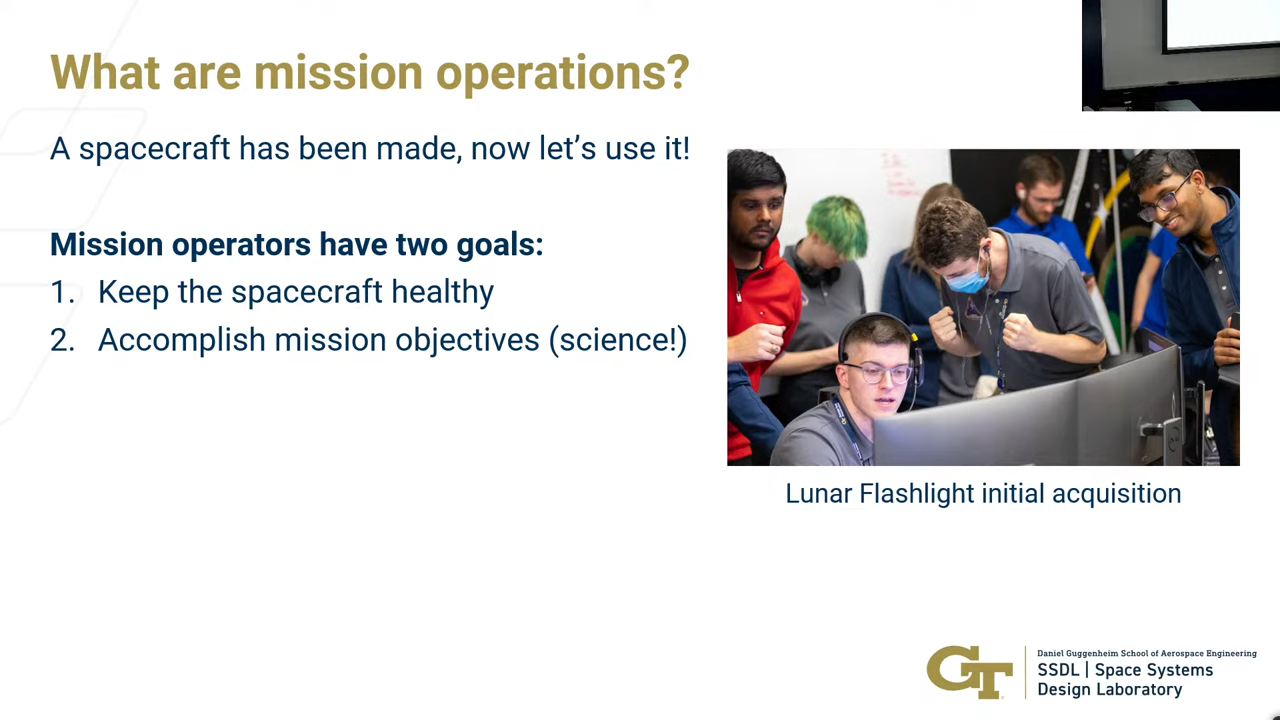 What are mission operations?
A spacecraft has been made, now let’s use it!
Mission operators have two goals:
1. Keep the spacecraft healthy
2. Accomplish mission objectives (science!)
Lunar Flashlight initial acquisition
GT
Daniel Guggenheim School of Aerospace Engineering
SSDL | Space Systems
Design Laboratory